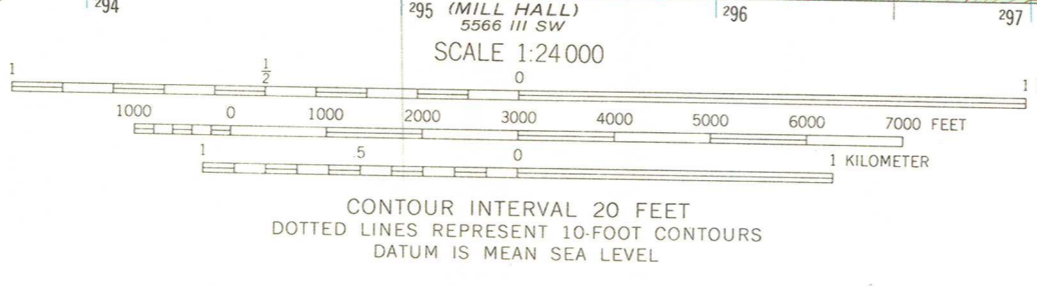 294 295 (MILL HALL) 296 297
5566 III SW
SCALE 1:24 000
1 1/2 0 1
1000 0 1000 2000 3000 4000 5000 6000 7000 FEET
1 .5 0 1 KILOMETER
CONTOUR INTERVAL 20 FEET
DOTTED LINES REPRESENT 10-FOOT CONTOURS
DATUM IS MEAN SEA LEVEL